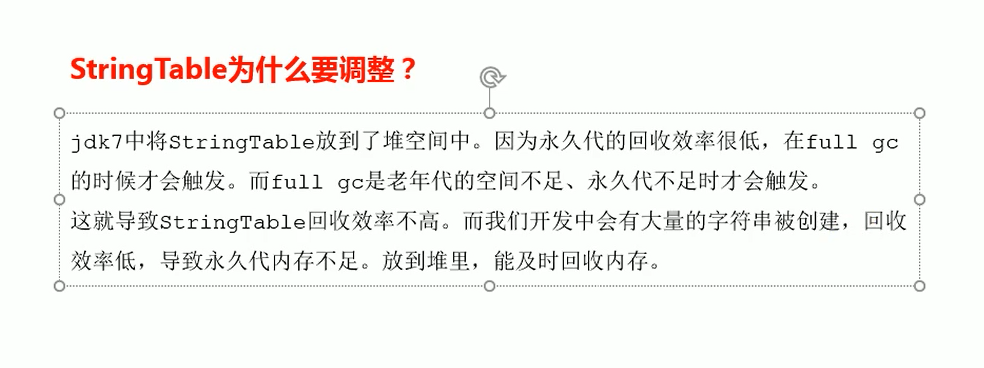 StringTable为什么要调整？
jdk7中将StringTable放到了堆空间中。因为永久代的回收效率很低，在full gc
的时候才会触发。而full gc是老年代的空间不足、永久代不足时才会触发。
这就导致StringTable回收效率不高。而我们开发中会有大量的字符串被创建，回收
效率低，导致永久代内存不足。放到堆里，能及时回收内存。